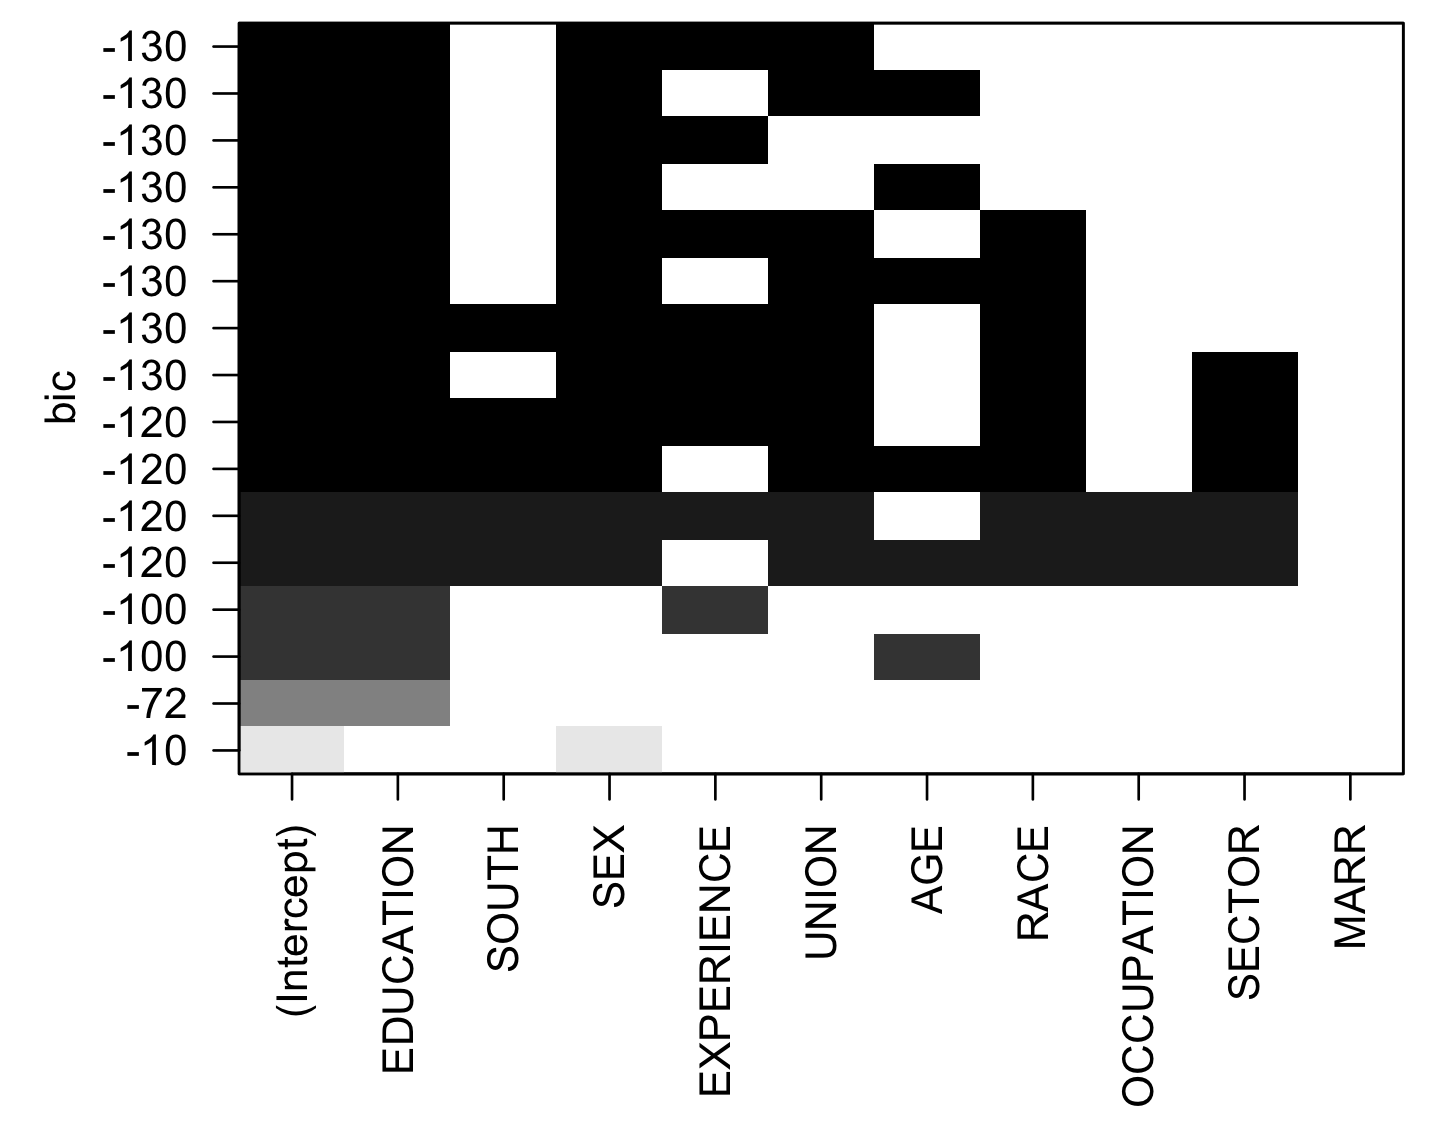 -130
-130
-130
-130
-130
-130
-130
-130
-120
-120
-120
-120
-100
-100
-72
-10
bic
(Intercept)
EDUCATION
SOUTH
SEX
EXPERIENCE
UNION
AGE
RACE
OCCUPATION
SECTOR
MARR